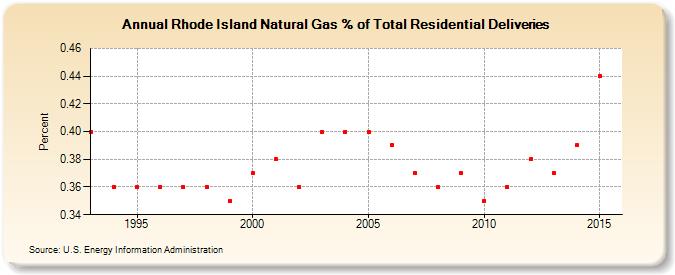 Annual Rhode Island Natural Gas % of Total Residential Deliveries
Percent
0.46
0.44
0.42
0.40
0.38
0.36
0.34
1995 2000 2005 2010 2015
Source: U.S. Energy Information Administration